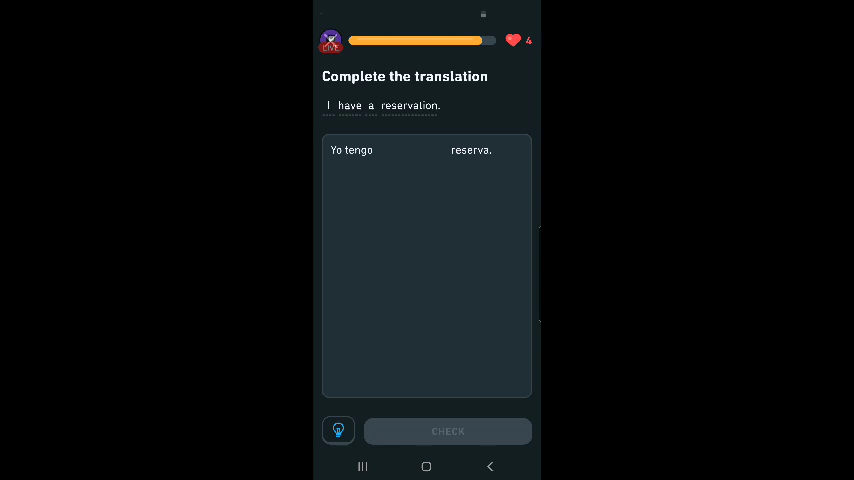 LIVE
4
Complete the translation
I have a reservation.
Yo tengo reserva.
CHECK